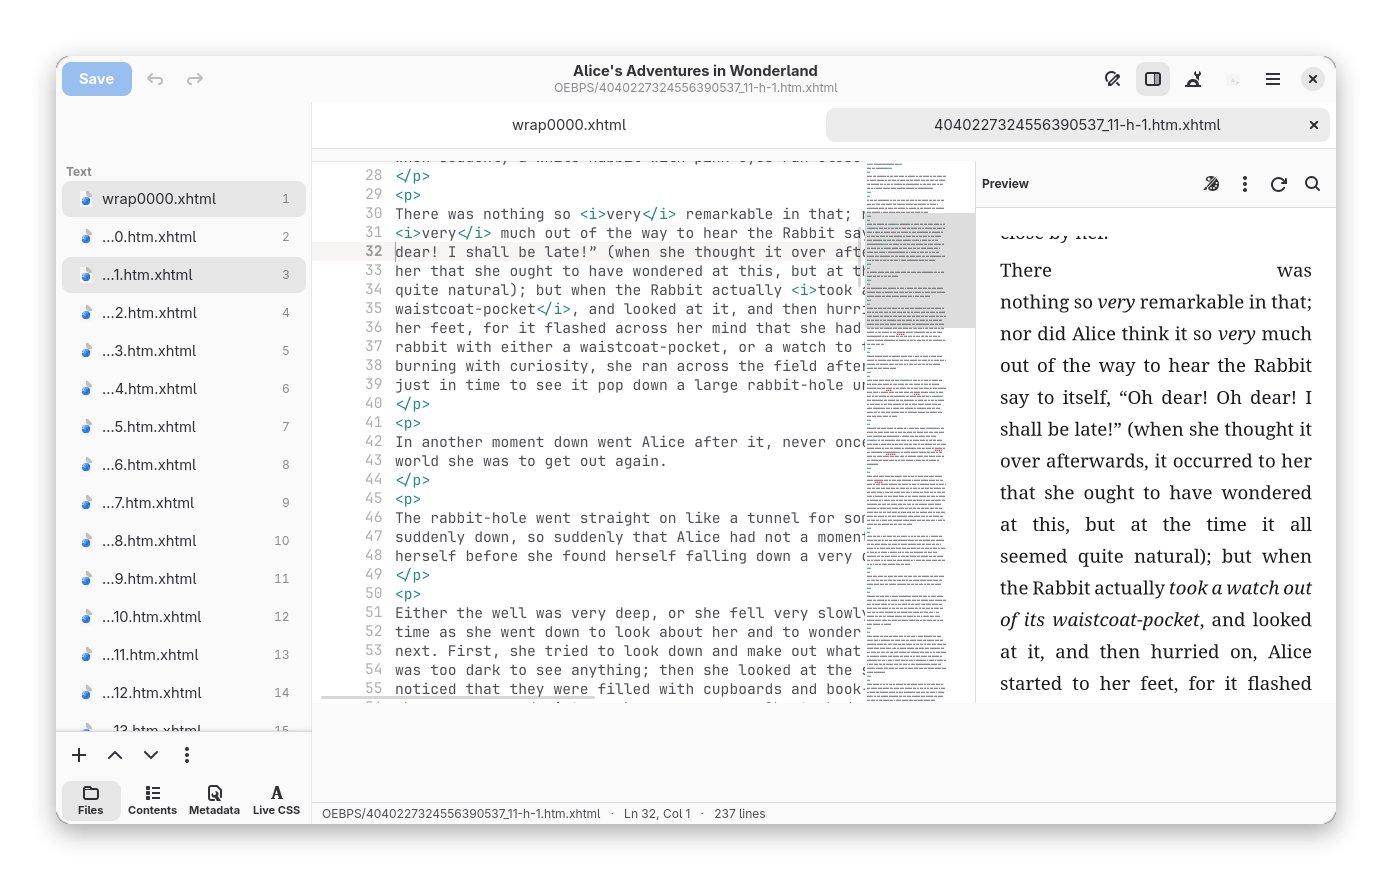 Save
Alice's Adventures in Wonderland
OEBPS/4040227324556390537_11-h-1.htm.xhtml
wrap0000.xhtml
4040227324556390537_11-h-1.htm.xhtml
Text
wrap0000.xhtml 1
...0.htm.xhtml 2
...1.htm.xhtml 3
...2.htm.xhtml 4
...3.htm.xhtml 5
...4.htm.xhtml 6
...5.htm.xhtml 7
...6.htm.xhtml 8
...7.htm.xhtml 9
...8.htm.xhtml 10
...9.htm.xhtml 11
...10.htm.xhtml 12
...11.htm.xhtml 13
...12.htm.xhtml 14
...13.htm.xhtml 15
Files
Contents
Metadata
Live CSS
28 </p>
29 <p>
30 There was nothing so <i>very</i> remarkable in that;
31 <i>very</i> much out of the way to hear the Rabbit sa
32 dear! I shall be late!” (when she thought it over aft
33 her that she ought to have wondered at this, but at t
34 quite natural); but when the Rabbit actually <i>took
35 waistcoat-pocket</i>, and looked at it, and then hurr
36 her feet, for it flashed across her mind that she had
37 rabbit with either a waistcoat-pocket, or a watch to
38 burning with curiosity, she ran across the field after
39 just in time to see it pop down a large rabbit-hole u
40 </p>
41 <p>
42 In another moment down went Alice after it, never once
43 world she was to get out again.
44 </p>
45 <p>
46 The rabbit-hole went straight on like a tunnel for so
47 suddenly down, so suddenly that Alice had not a moment
48 herself before she found herself falling down a very
49 </p>
50 <p>
51 Either the well was very deep, or she fell very slowly
52 time as she went down to look about her and to wonder
53 next. First, she tried to look down and make out what
54 was too dark to see anything; then she looked at the s
55 noticed that they were filled with cupboards and book-
Preview
close by her.
There was
nothing so very remarkable in that;
nor did Alice think it so very much
out of the way to hear the Rabbit
say to itself, “Oh dear! Oh dear! I
shall be late!” (when she thought it
over afterwards, it occurred to her
that she ought to have wondered
at this, but at the time it all
seemed quite natural); but when
the Rabbit actually took a watch out
of its waistcoat-pocket, and looked
at it, and then hurried on, Alice
started to her feet, for it flashed
OEBPS/4040227324556390537_11-h-1.htm.xhtml · Ln 32, Col 1 · 237 lines